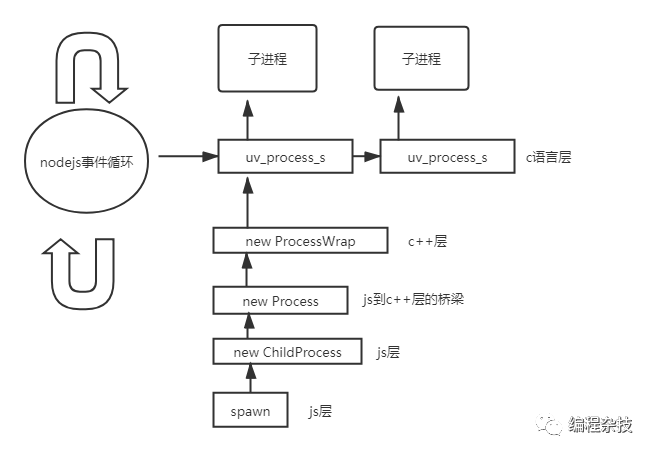 子进程
子进程
nodejs事件循环
uv_process_s
uv_process_s
c语言层
new ProcessWrap
c++层
new Process
js到c++层的桥梁
new ChildProcess
js层
spawn
js层
编程杂技